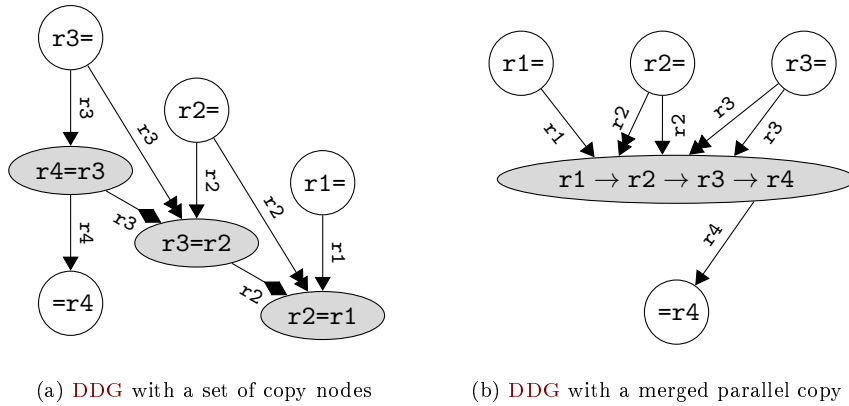 r3=
r3
r3
r2=
r4=r3
r2
r2
r1=
r3
r4
r3=r2
r1
r2
=r4
r2=r1
(a) DDG with a set of copy nodes
r1=
r2=
r3=
r1
r2
r2
r3
r3
r1 → r2 → r3 → r4
r4
=r4
(b) DDG with a merged parallel copy